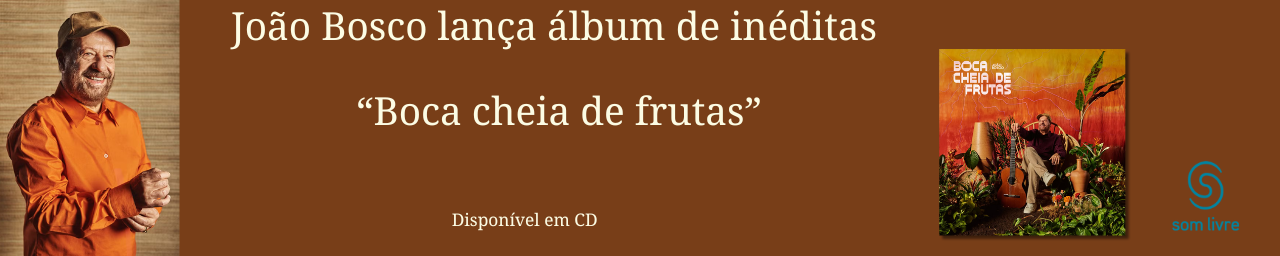 João Bosco lança álbum de inéditas
“Boca cheia de frutas”
Disponível em CD
BOCA
CHEIA DE
FRUTAS
som livre